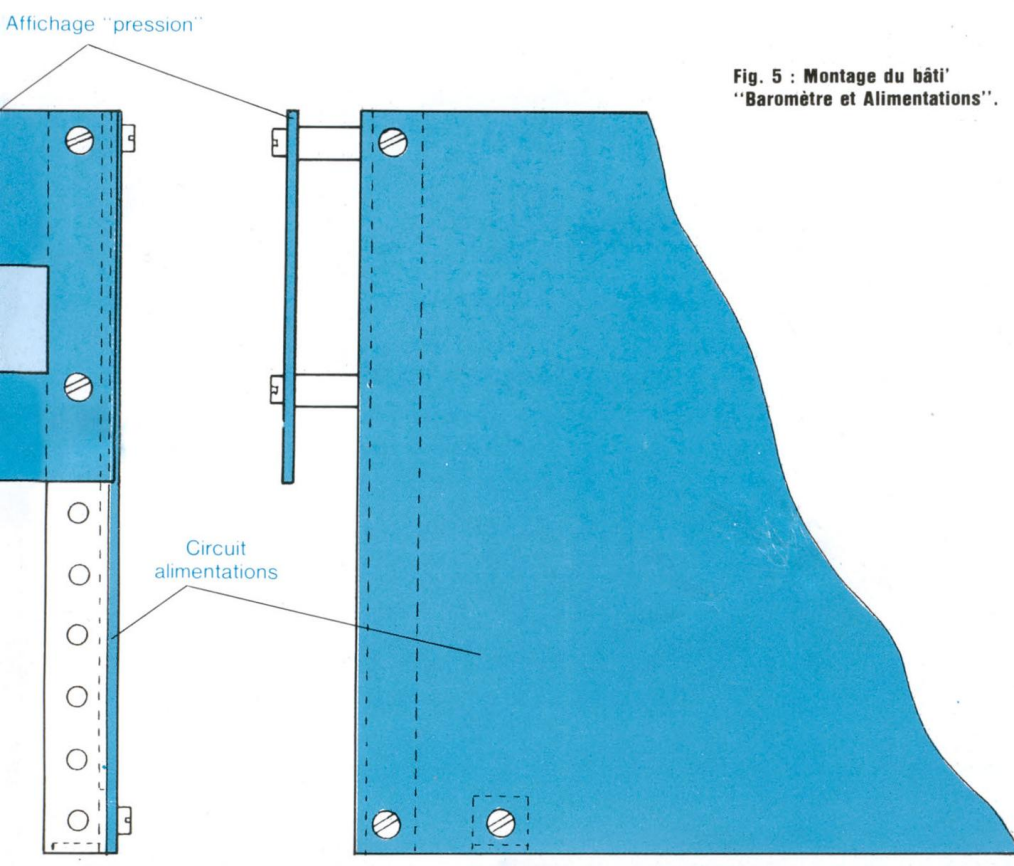 Affichage "pression"
Fig. 5 : Montage du bâti'
"Baromètre et Alimentations".
Circuit
alimentations